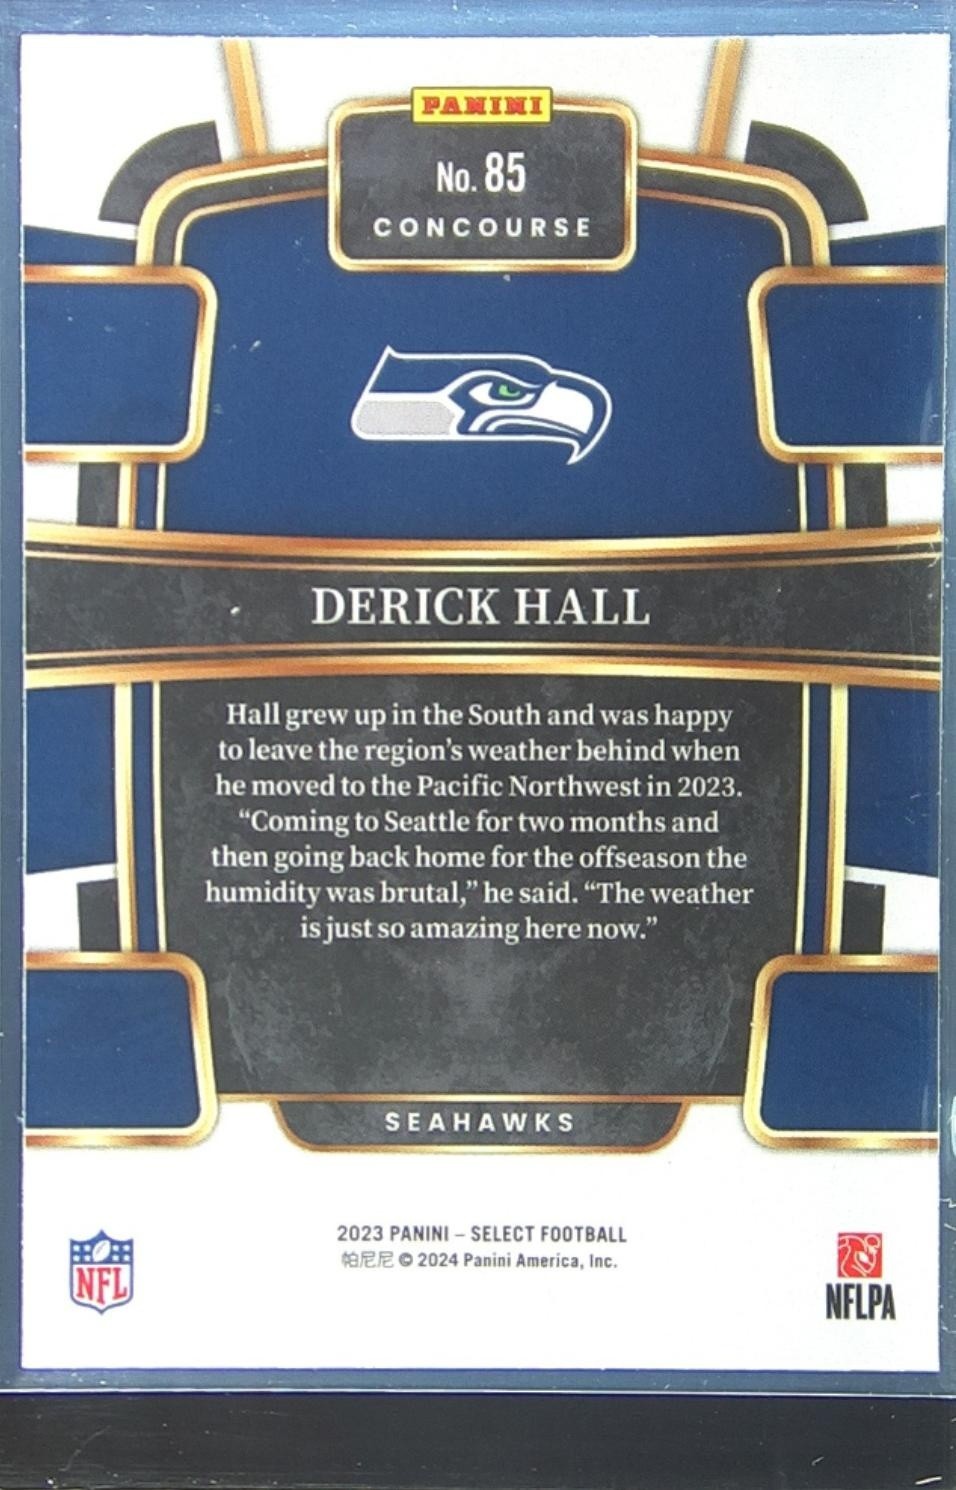 PANINI
No. 85
CONCOURSE
DERICK HALL
Hall grew up in the South and was happy
to leave the region's weather behind when
he moved to the Pacific Northwest in 2023.
“Coming to Seattle for two months and
then going back home for the offseason the
humidity was brutal,” he said. “The weather
is just so amazing here now.”
SEAHAWKS
2023 PANINI – SELECT FOOTBALL
帕尼尼 © 2024 Panini America, Inc.
NFL
NFLPA